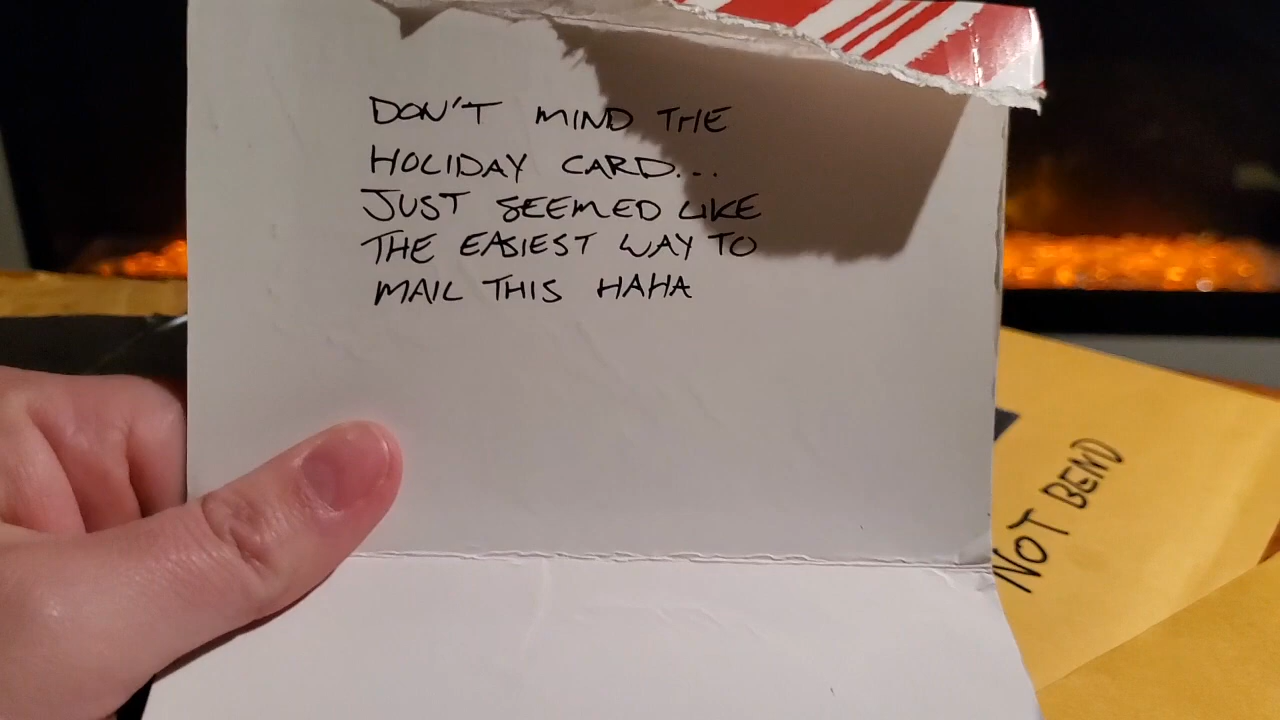 DON'T MIND THE
HOLIDAY CARD...
JUST SEEMED LIKE
THE EASIEST WAY TO
MAIL THIS HAHA
NOT BEND